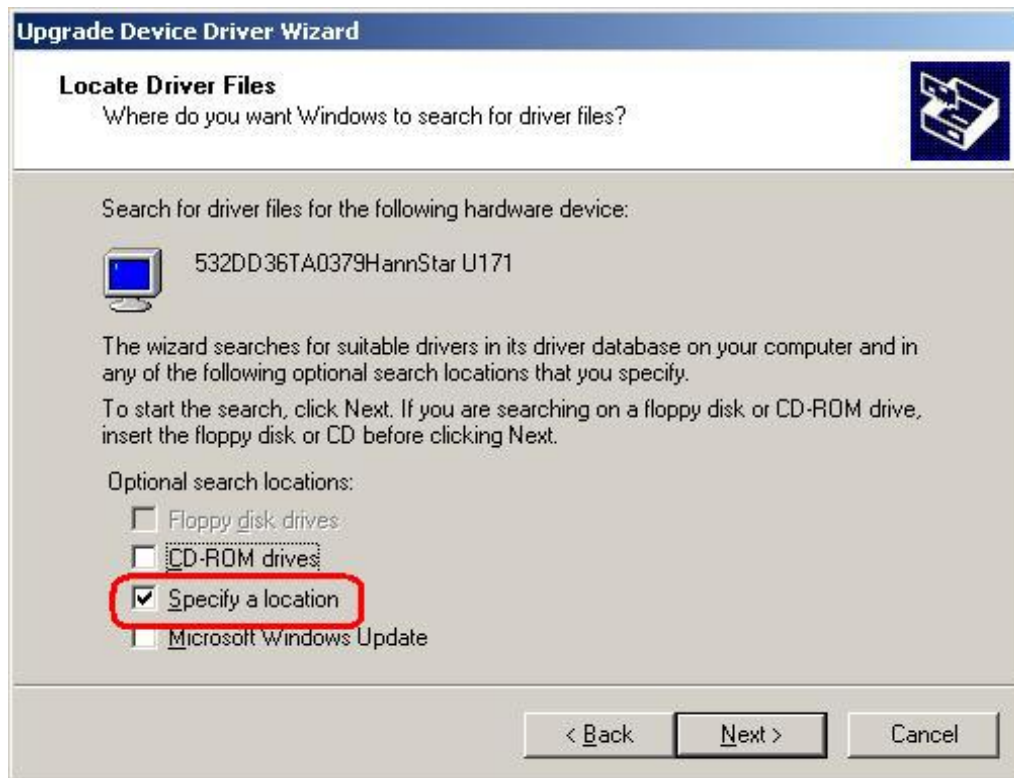 Upgrade Device Driver Wizard
Locate Driver Files
Where do you want Windows to search for driver files?
Search for driver files for the following hardware device:
532DD36TA0379HannStar U171
The wizard searches for suitable drivers in its driver database on your computer and in
any of the following optional search locations that you specify.
To start the search, click Next. If you are searching on a floppy disk or CD-ROM drive,
insert the floppy disk or CD before clicking Next.
Optional search locations:
Floppy disk drives
CD-ROM drives
Specify a location
Microsoft Windows Update
< Back Next > Cancel